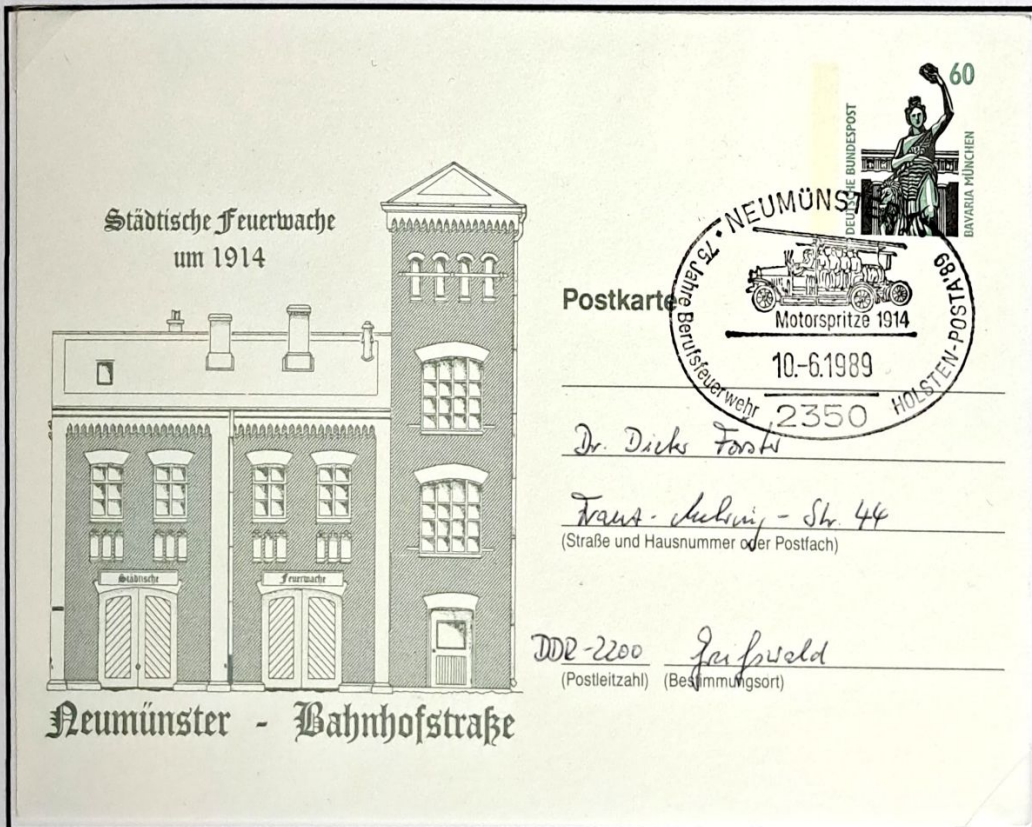 Städtische Feuerwache
um 1914
Städtische
Feuerwache
Neumünster - Bahnhofstraße
60
DEUTSCHE BUNDESPOST
BAVARIA MÜNCHEN
NEUMÜNSTE
75 Jahre Berufsfeuerwehr
HOLSTEN-POSTA'89
Motorspritze 1914
10.-6.1989
2350
Postkarte
Dr. Dieter Forster
Franz-Mehring-Str. 44
(Straße und Hausnummer oder Postfach)
DDR-2200 Greifswald
(Postleitzahl) (Bestimmungsort)